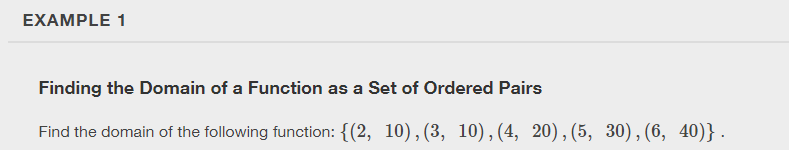 EXAMPLE 1
Finding the Domain of a Function as a Set of Ordered Pairs
Find the domain of the following function: {(2, 10),(3, 10),(4, 20),(5, 30),(6, 40)}.